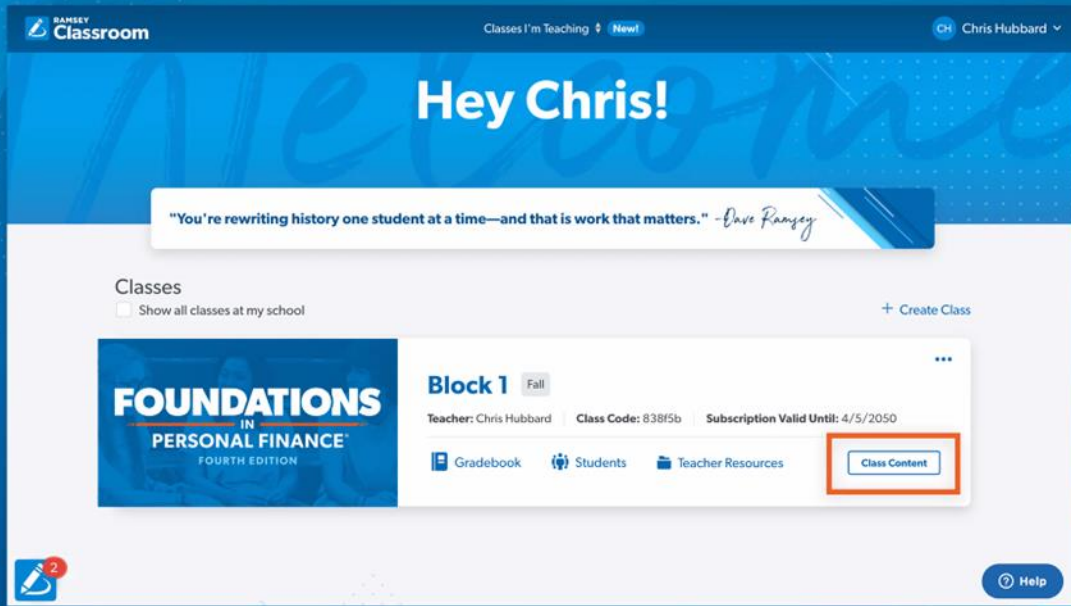 RAMSEY
Classroom
Classes I'm Teaching New!
CH Chris Hubbard
Welcome
Hey Chris!
"You're rewriting history one student at a time—and that is work that matters." -Dave Ramsey
Classes
Show all classes at my school
+ Create Class
FOUNDATIONS
IN
PERSONAL FINANCE®
FOURTH EDITION
Block 1 Fall
Teacher: Chris Hubbard Class Code: 838f5b Subscription Valid Until: 4/5/2050
Gradebook Students Teacher Resources Class Content
2
? Help